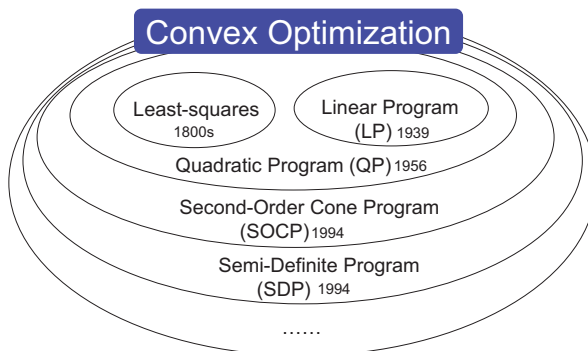 Convex Optimization
Least-squares
1800s
Linear Program
(LP) 1939
Quadratic Program (QP) 1956
Second-Order Cone Program
(SOCP) 1994
Semi-Definite Program
(SDP) 1994
......